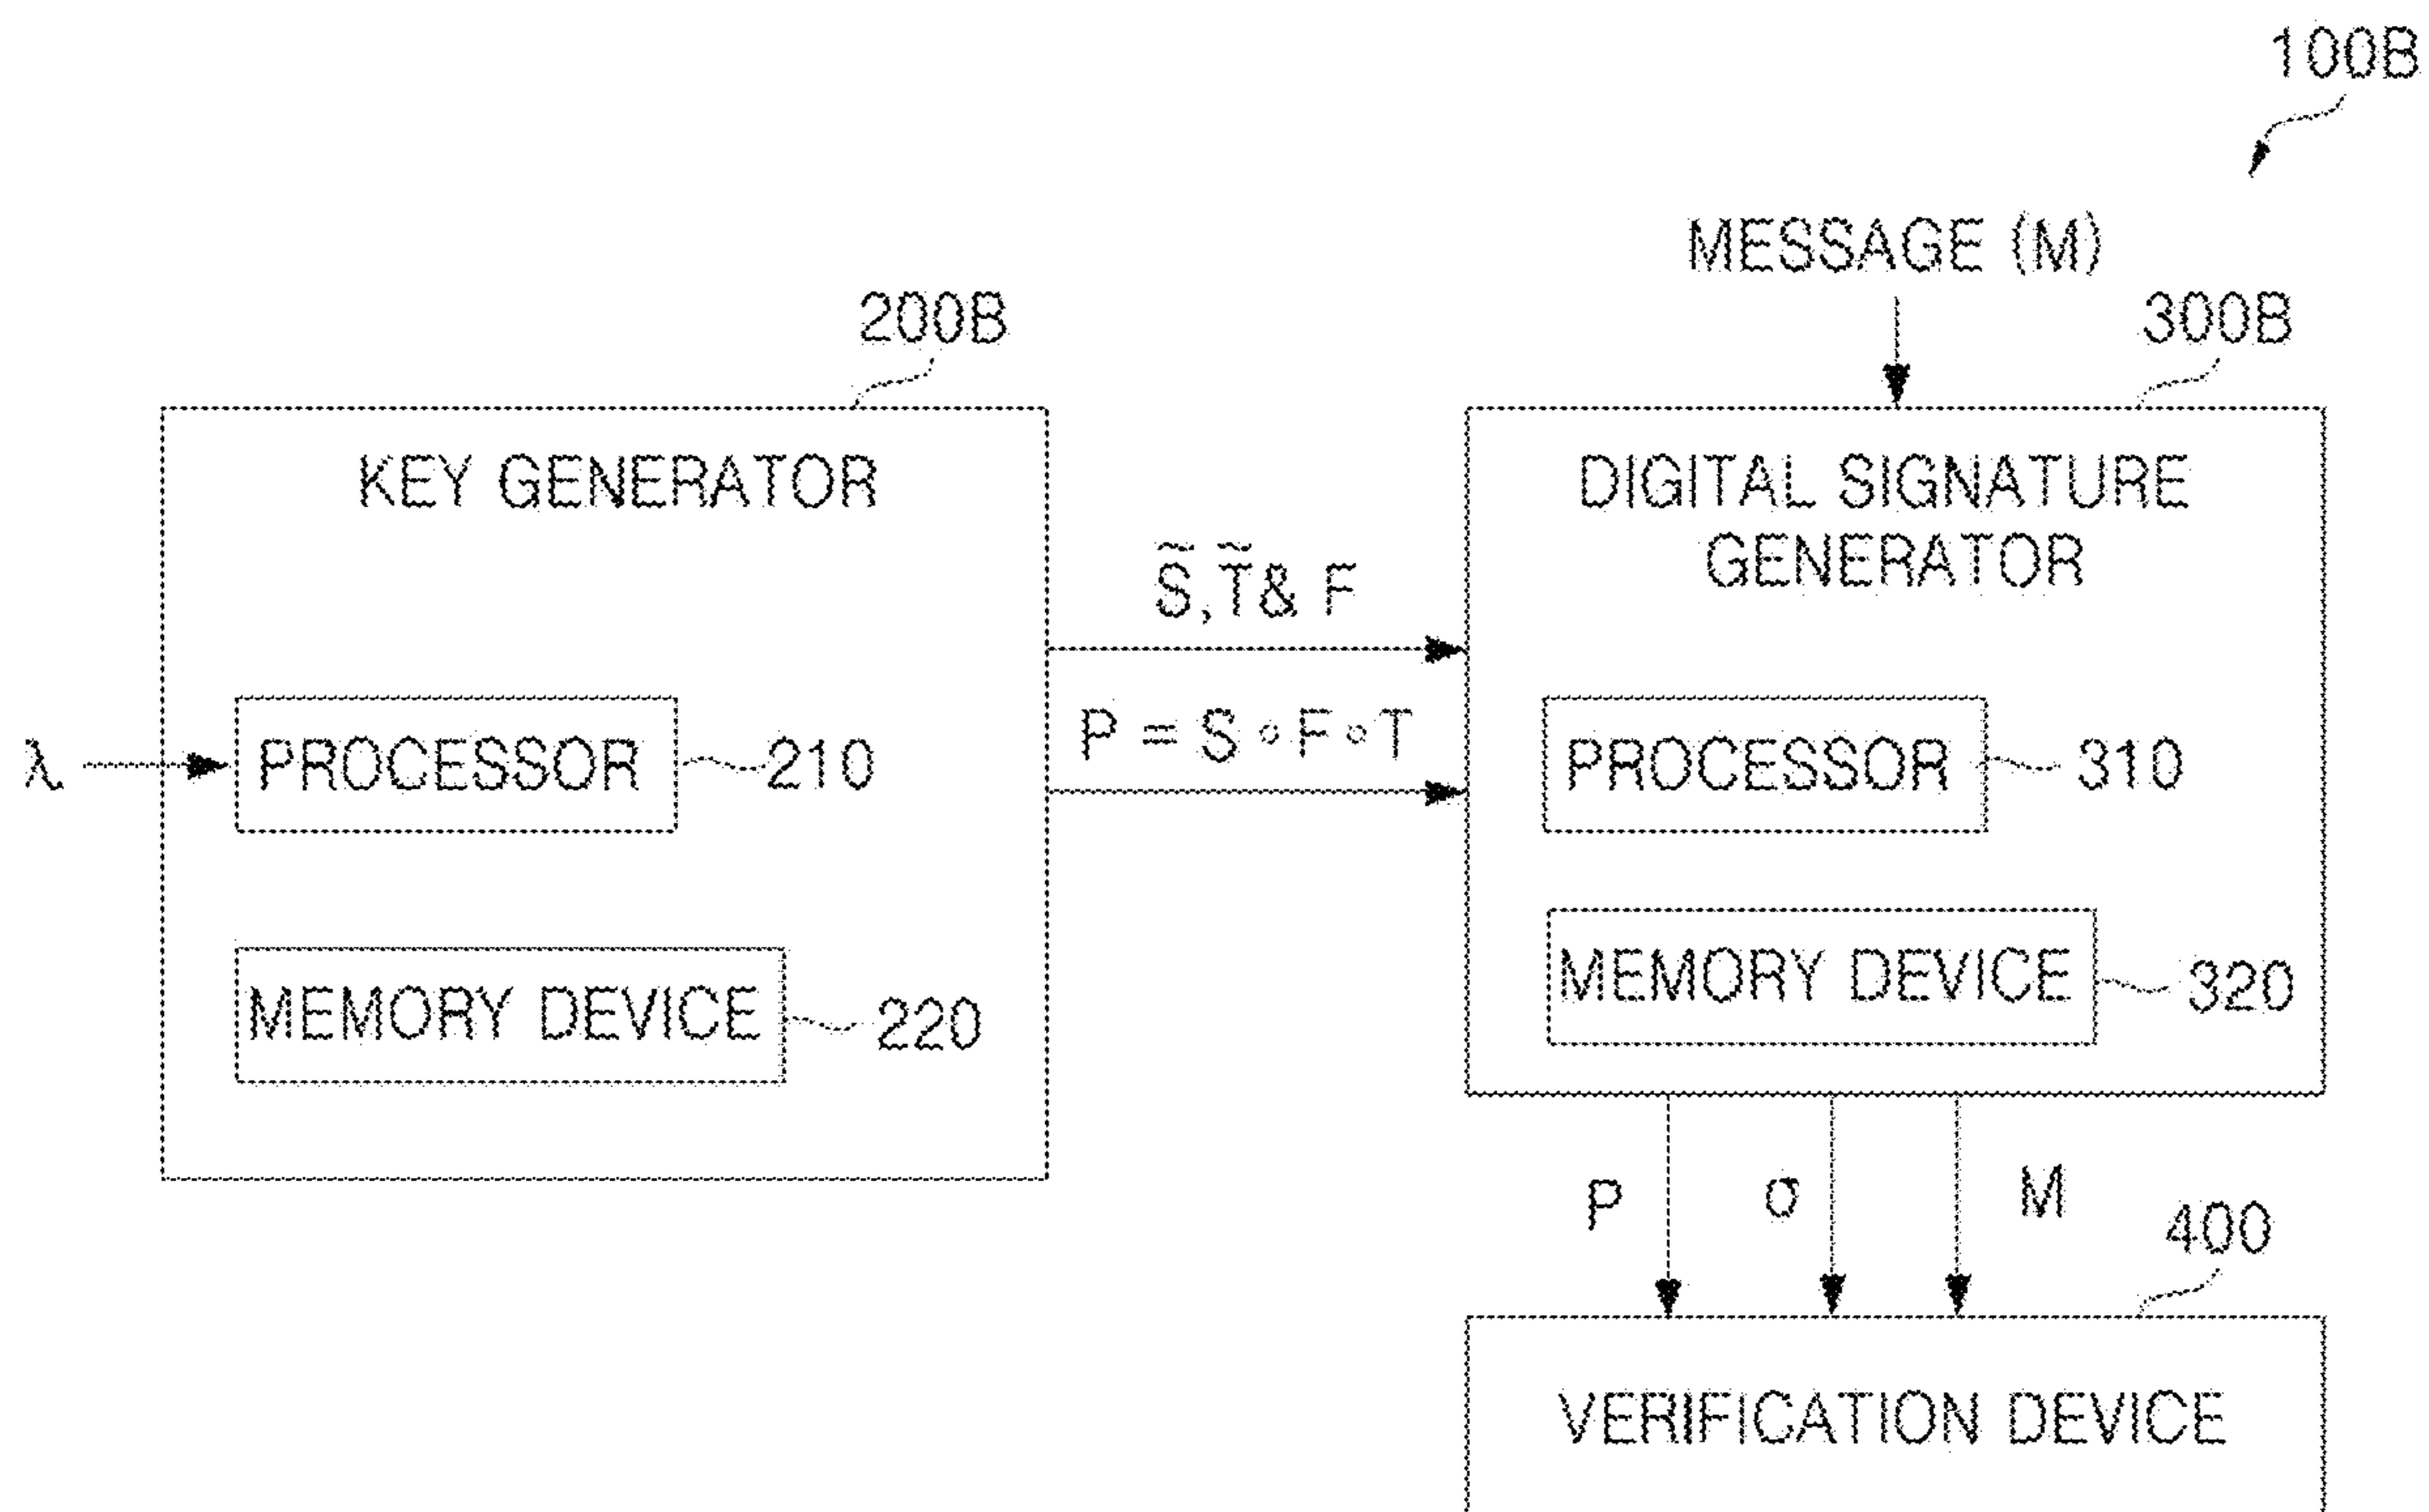 100B
MESSAGE (M)
200B
300B
KEY GENERATOR
DIGITAL SIGNATURE
GENERATOR
S̃, T̃ & F
P = S ∘ F ∘ T
λ
PROCESSOR
210
PROCESSOR
310
MEMORY DEVICE
220
MEMORY DEVICE
320
P
σ
M
400
VERIFICATION DEVICE